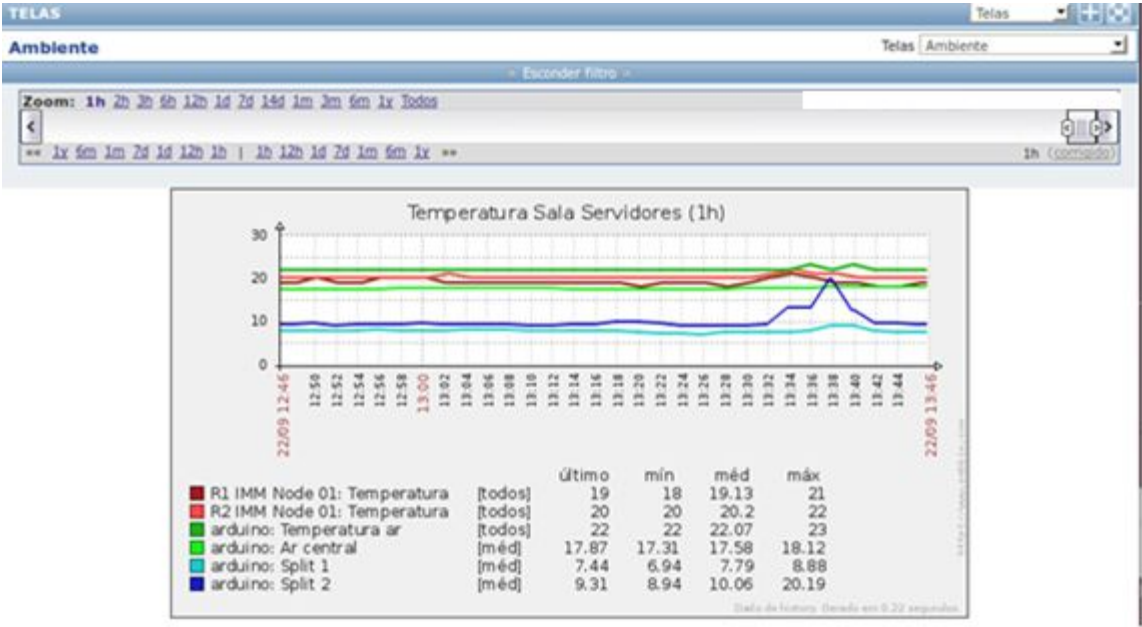 TELAS Telas
Ambiente Telas Ambiente
« Esconder filtro »
Zoom: 1h 2h 3h 6h 12h 1d 7d 14d 1m 3m 6m 1y Todos
«« 1y 6m 1m 7d 1d 12h 1h | 1h 12h 1d 7d 1m 6m 1y »» 1h (corrigido)
Temperatura Sala Servidores (1h)
30
20
10
0
22/09 12:46 12:50 12:52 12:54 12:56 12:58 13:00 13:02 13:04 13:06 13:08 13:10 13:12 13:14 13:16 13:18 13:20 13:22 13:24 13:26 13:28 13:30 13:32 13:34 13:36 13:38 13:40 13:42 13:44 22/09 13:46
último mín méd máx
R1 IMM Node 01: Temperatura [todos] 19 18 19.13 21
R2 IMM Node 01: Temperatura [todos] 20 20 20.2 22
arduino: Temperatura ar [todos] 22 22 22.07 23
arduino: Ar central [méd] 17.87 17.31 17.58 18.12
arduino: Split 1 [méd] 7.44 6.94 7.79 8.88
arduino: Split 2 [méd] 9.31 8.94 10.06 20.19
Dado de history. Gerado em 0.22 segundos